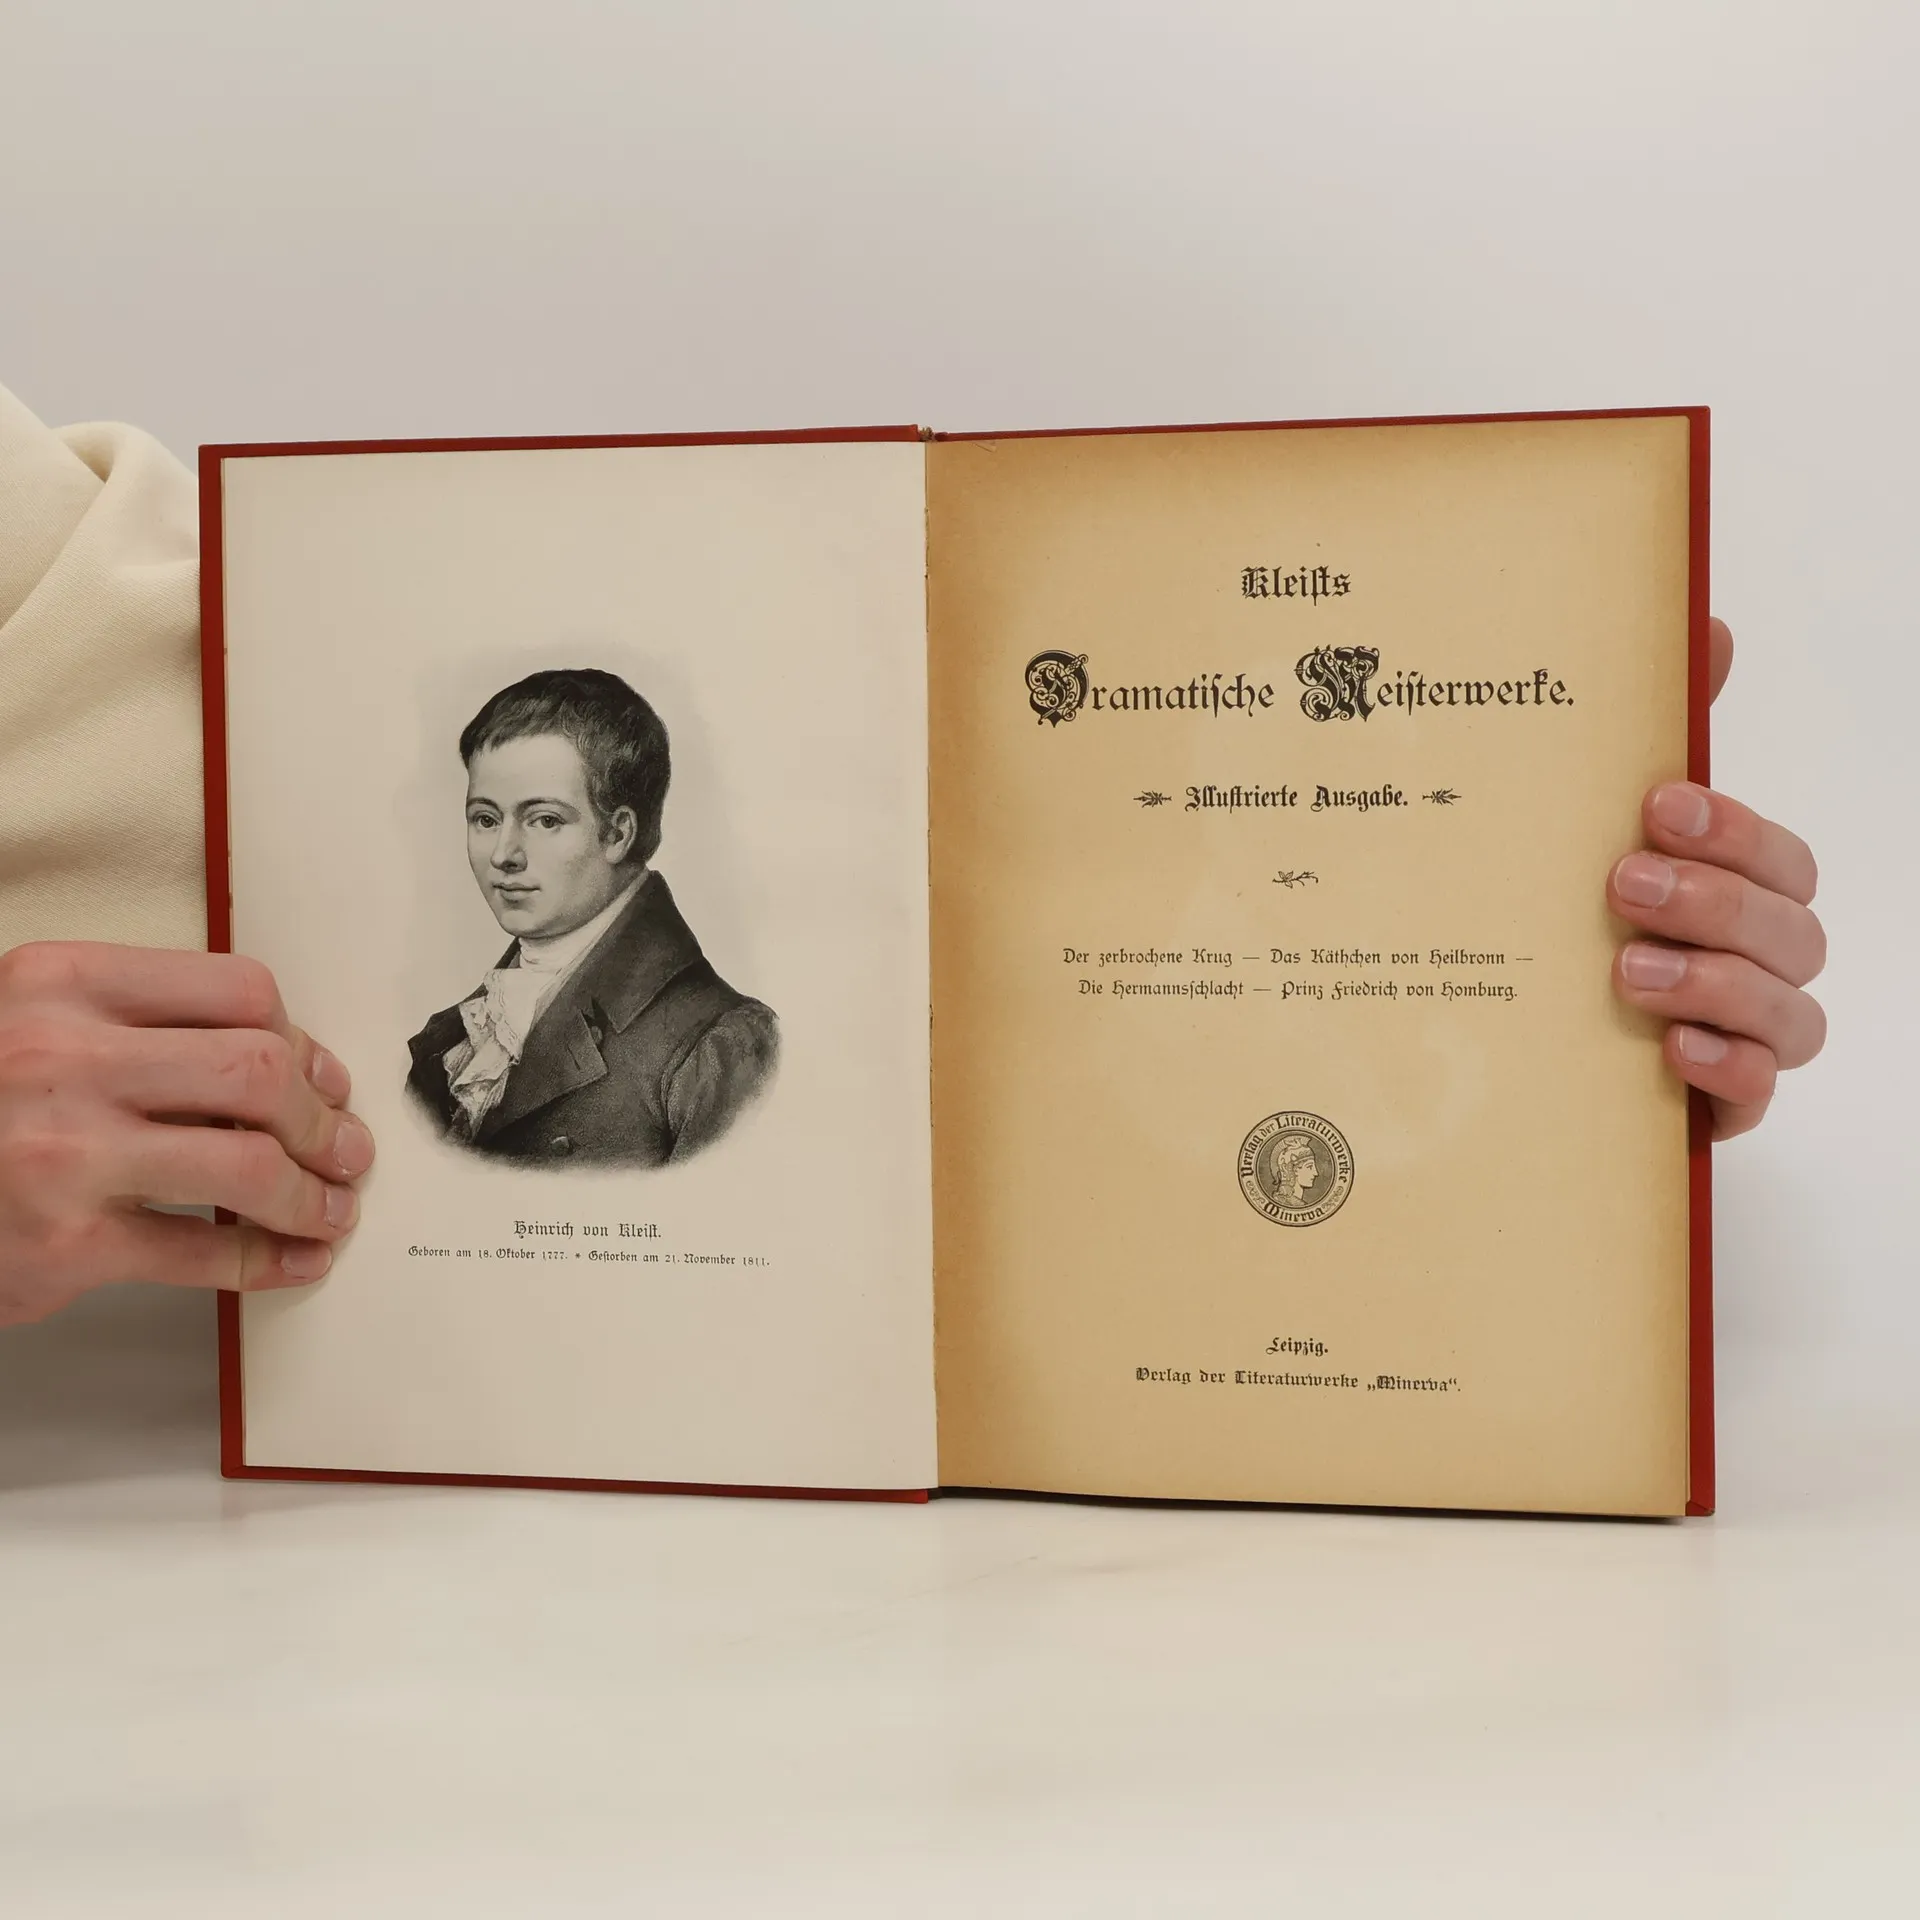 Heinrich von Kleist.
Geboren am 18. Oktober 1777. * Gestorben am 21. November 1811.
Kleists
Dramatische Meisterwerke.
Illustrierte Ausgabe.
Der zerbrochene Krug — Das Käthchen von Heilbronn —
Die Hermannsschlacht — Prinz Friedrich von Homburg.
Verlag der Literaturwerke
Minerva
Leipzig.
Verlag der Literaturwerke „Minerva“.